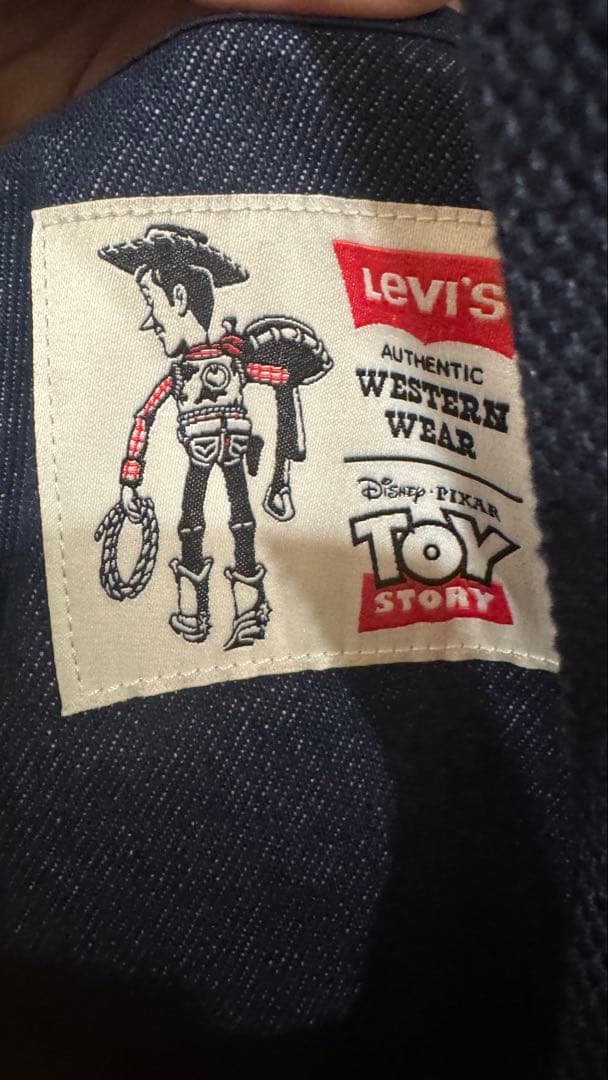 LEVI'S
AUTHENTIC
WESTERN
WEAR
Disney·PIXAR
TOY
STORY